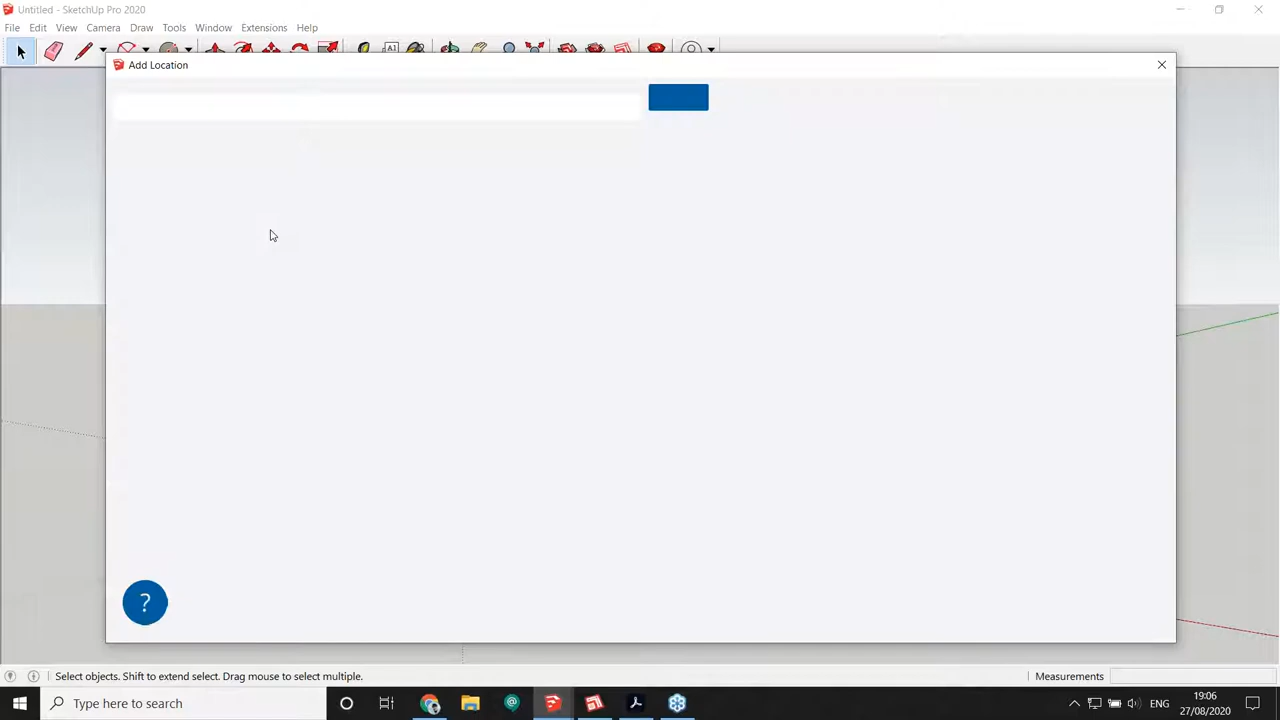 Untitled - SketchUp Pro 2020
File Edit View Camera Draw Tools Window Extensions Help
Add Location
?
Select objects. Shift to extend select. Drag mouse to select multiple.
Measurements
Type here to search
ENG
19:06
27/08/2020